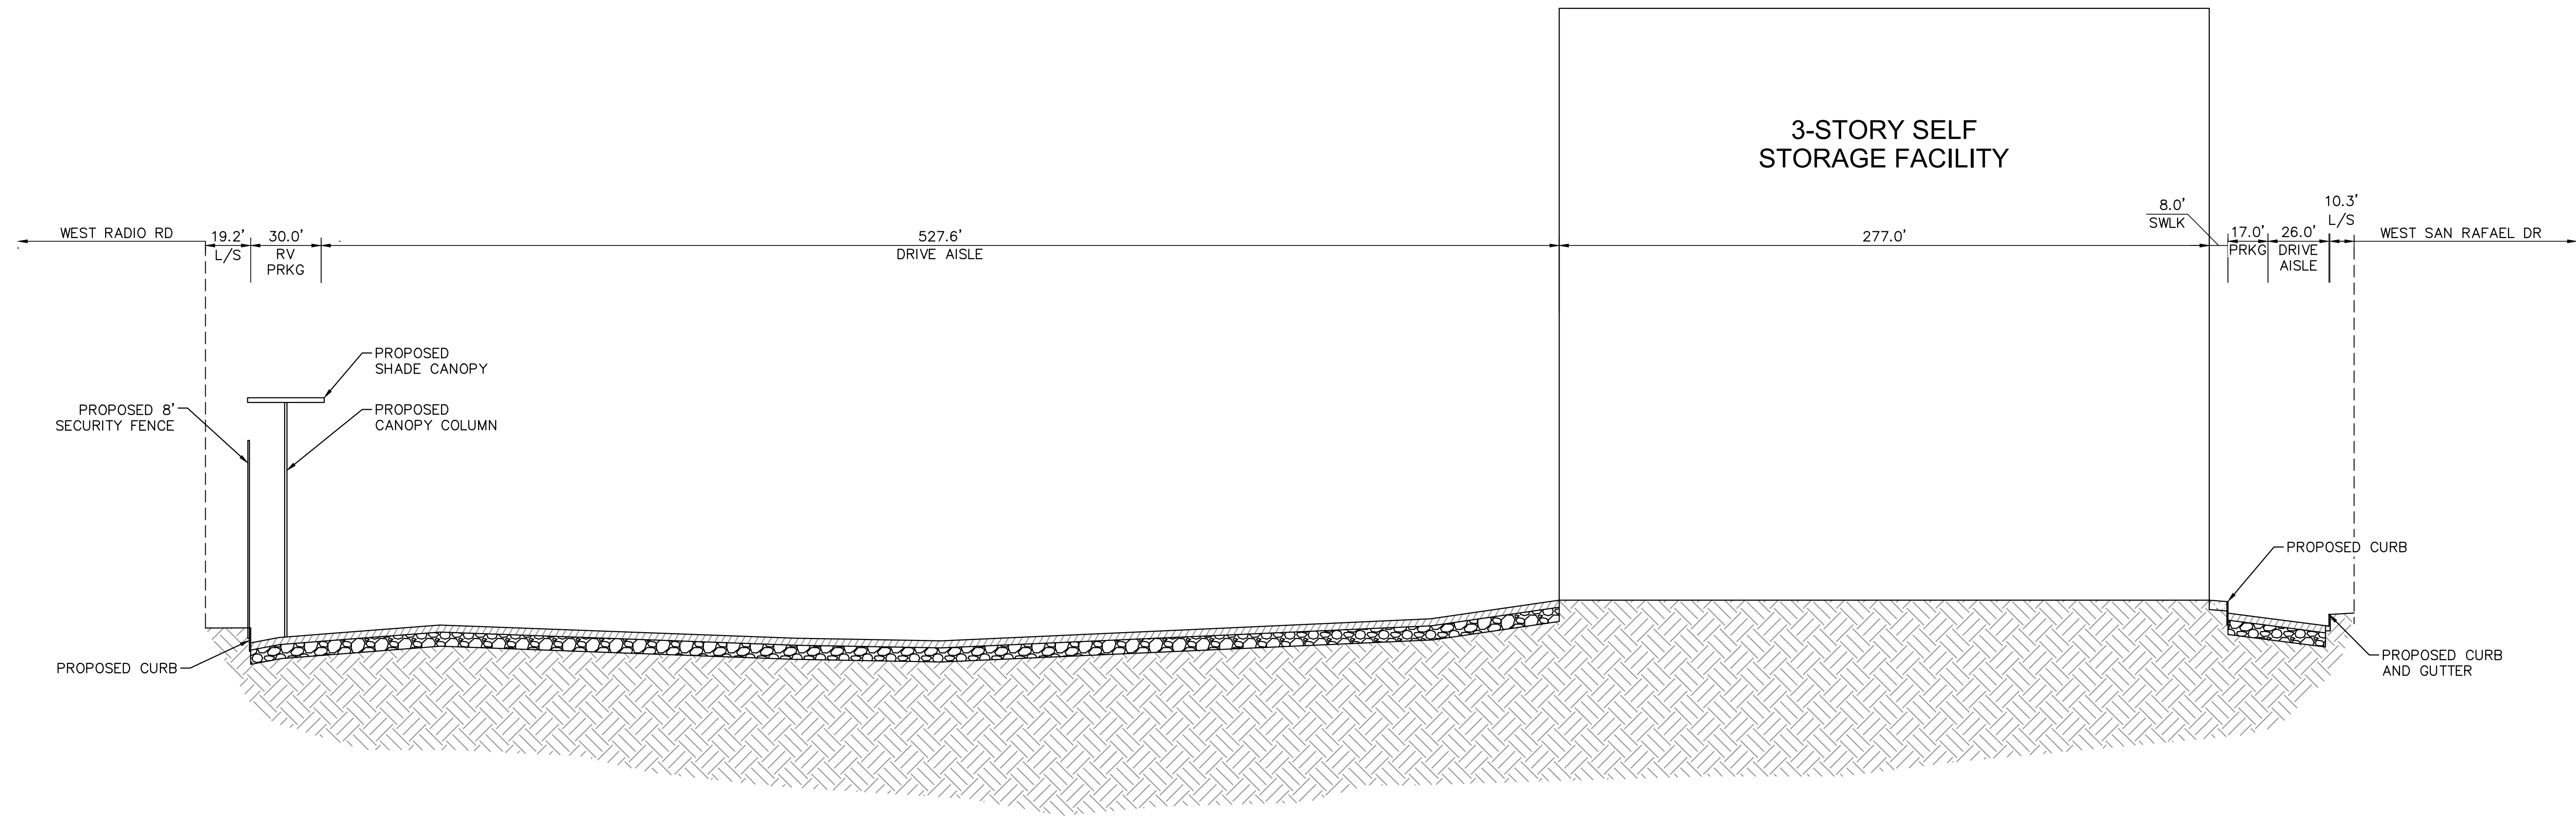 3-STORY SELF
STORAGE FACILITY
WEST RADIO RD
19.2'
L/S
30.0'
RV
PRKG
527.6'
DRIVE AISLE
277.0'
8.0'
SWLK
17.0'
PRKG
26.0'
DRIVE
AISLE
10.3'
L/S
WEST SAN RAFAEL DR
PROPOSED
SHADE CANOPY
PROPOSED 8'
SECURITY FENCE
PROPOSED
CANOPY COLUMN
PROPOSED CURB
PROPOSED CURB
PROPOSED CURB
AND GUTTER